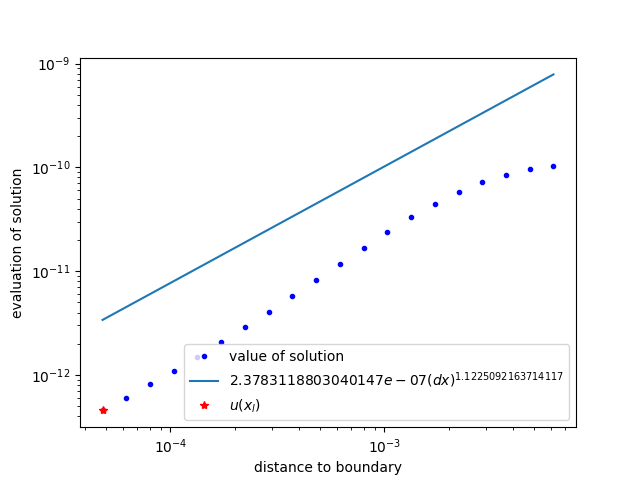 10⁻⁹
10⁻¹⁰
10⁻¹¹
10⁻¹²
evaluation of solution
value of solution
2.3783118803040147e − 07(dx)^1.1225092163714117
u(x_l)
10⁻⁴
10⁻³
distance to boundary